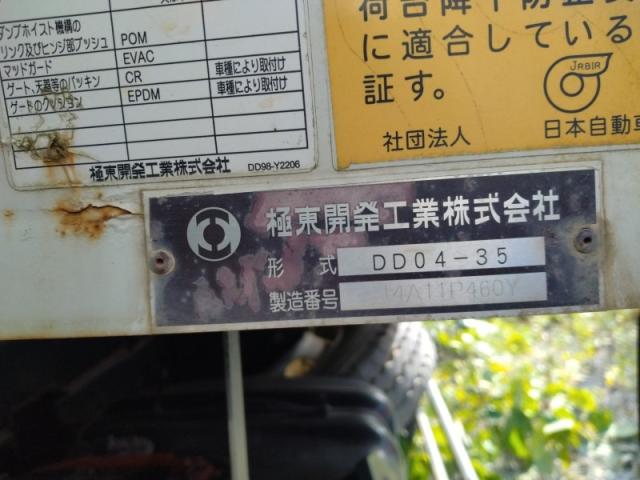 ダンプホイスト機構の
リンク及びヒンジ部ブッシュ POM
マッドガード EVAC
ゲート、天蓋等のパッキン CR 車種により取付け
ゲートのクッション EPDM 車種により取付け
極東開発工業株式会社 DD98-Y2206
に適合している
証す。
JABIR
社団法人 日本自動車
極東開発工業株式会社
形式 DD04-35
製造番号